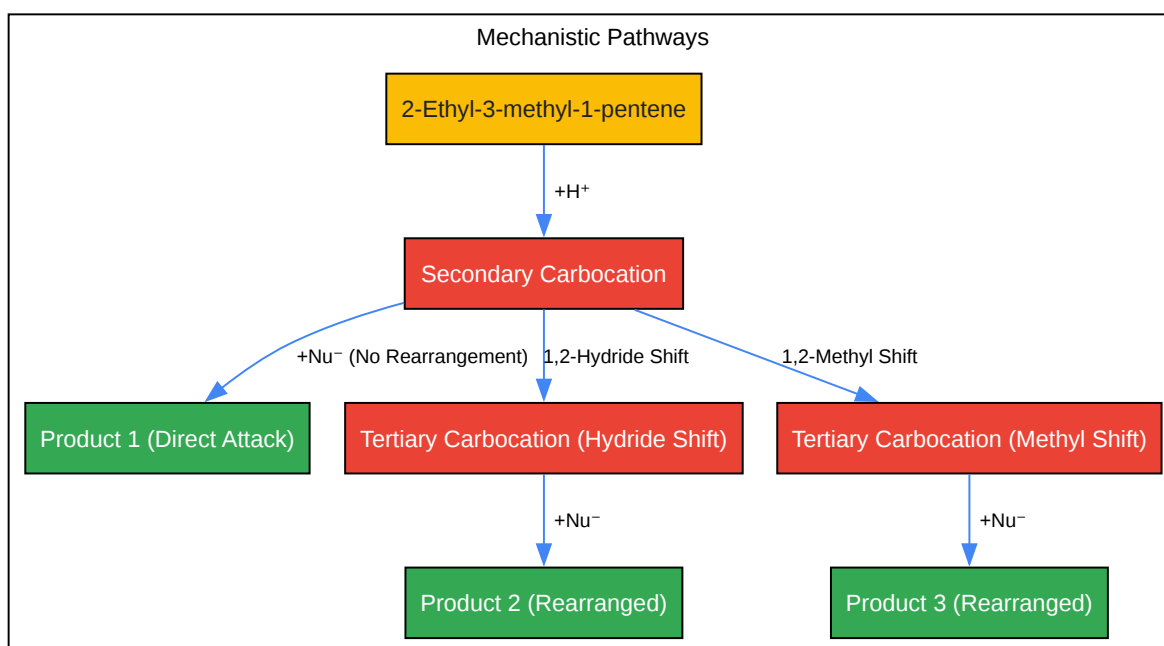 Mechanistic Pathways
2-Ethyl-3-methyl-1-pentene
+H⁺
Secondary Carbocation
+Nu⁻ (No Rearrangement)
1,2-Hydride Shift
1,2-Methyl Shift
Product 1 (Direct Attack)
Tertiary Carbocation (Hydride Shift)
Tertiary Carbocation (Methyl Shift)
+Nu⁻
+Nu⁻
Product 2 (Rearranged)
Product 3 (Rearranged)